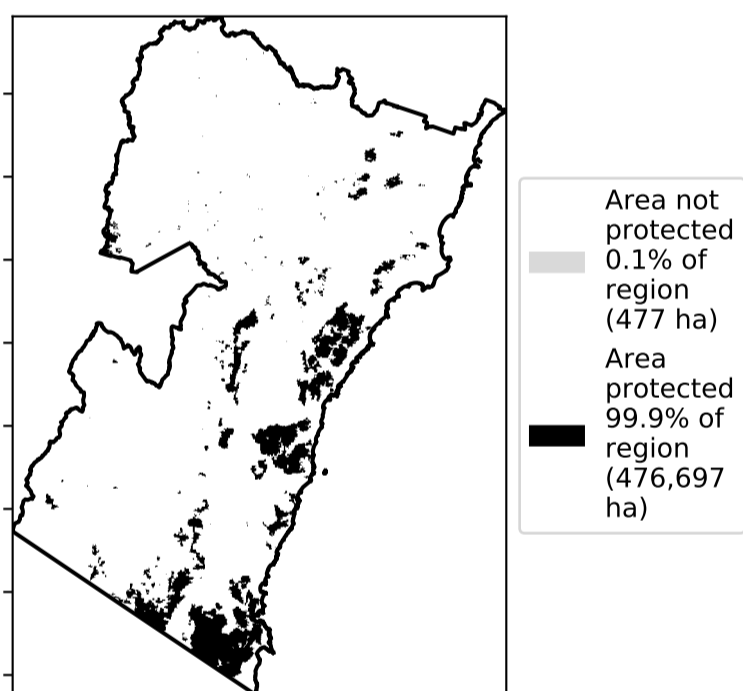 Area not
protected
0.1% of
region
(477 ha)
Area
protected
99.9% of
region
(476,697
ha)